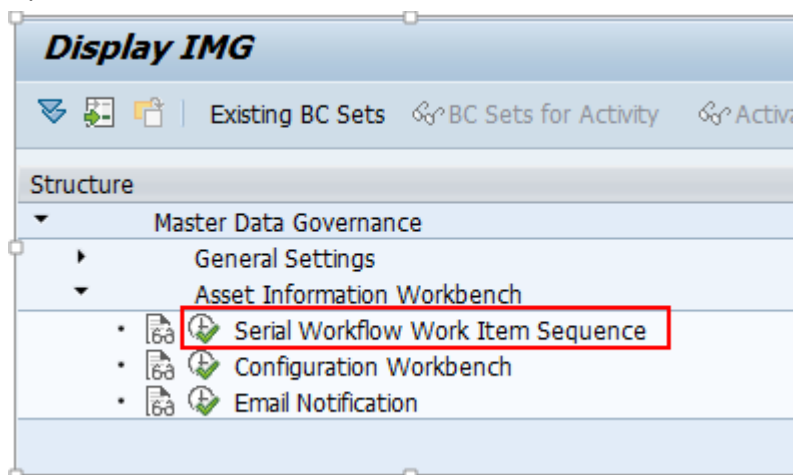 Display IMG
Existing BC Sets BC Sets for Activity Activa
Structure
Master Data Governance
General Settings
Asset Information Workbench
Serial Workflow Work Item Sequence
Configuration Workbench
Email Notification